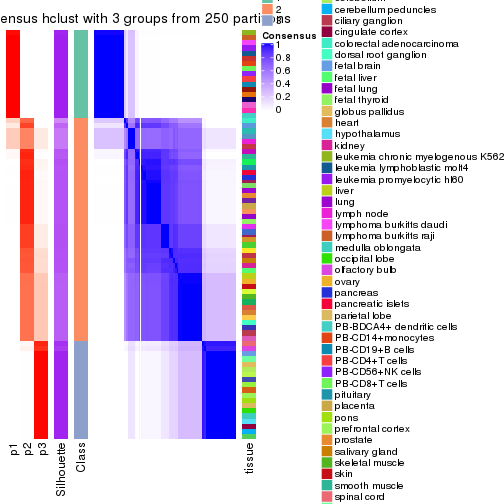 ensus hclust with 3 groups from 250 partitions
1
2
Consensus
1
0.8
0.6
0.4
0.2
0
p1
p2
p3
Silhouette
Class
tissue
cerebellum peduncles
ciliary ganglion
cingulate cortex
colorectal adenocarcinoma
dorsal root ganglion
fetal brain
fetal liver
fetal lung
fetal thyroid
globus pallidus
heart
hypothalamus
kidney
leukemia chronic myelogenous K562
leukemia lymphoblastic molt4
leukemia promyelocytic hl60
liver
lung
lymph node
lymphoma burkitts daudi
lymphoma burkitts raji
medulla oblongata
occipital lobe
olfactory bulb
ovary
pancreas
pancreatic islets
parietal lobe
PB-BDCA4+ dendritic cells
PB-CD14+monocytes
PB-CD19+B cells
PB-CD4+T cells
PB-CD56+NK cells
PB-CD8+T cells
pituitary
placenta
pons
prefrontal cortex
prostate
salivary gland
skeletal muscle
skin
smooth muscle
spinal cord